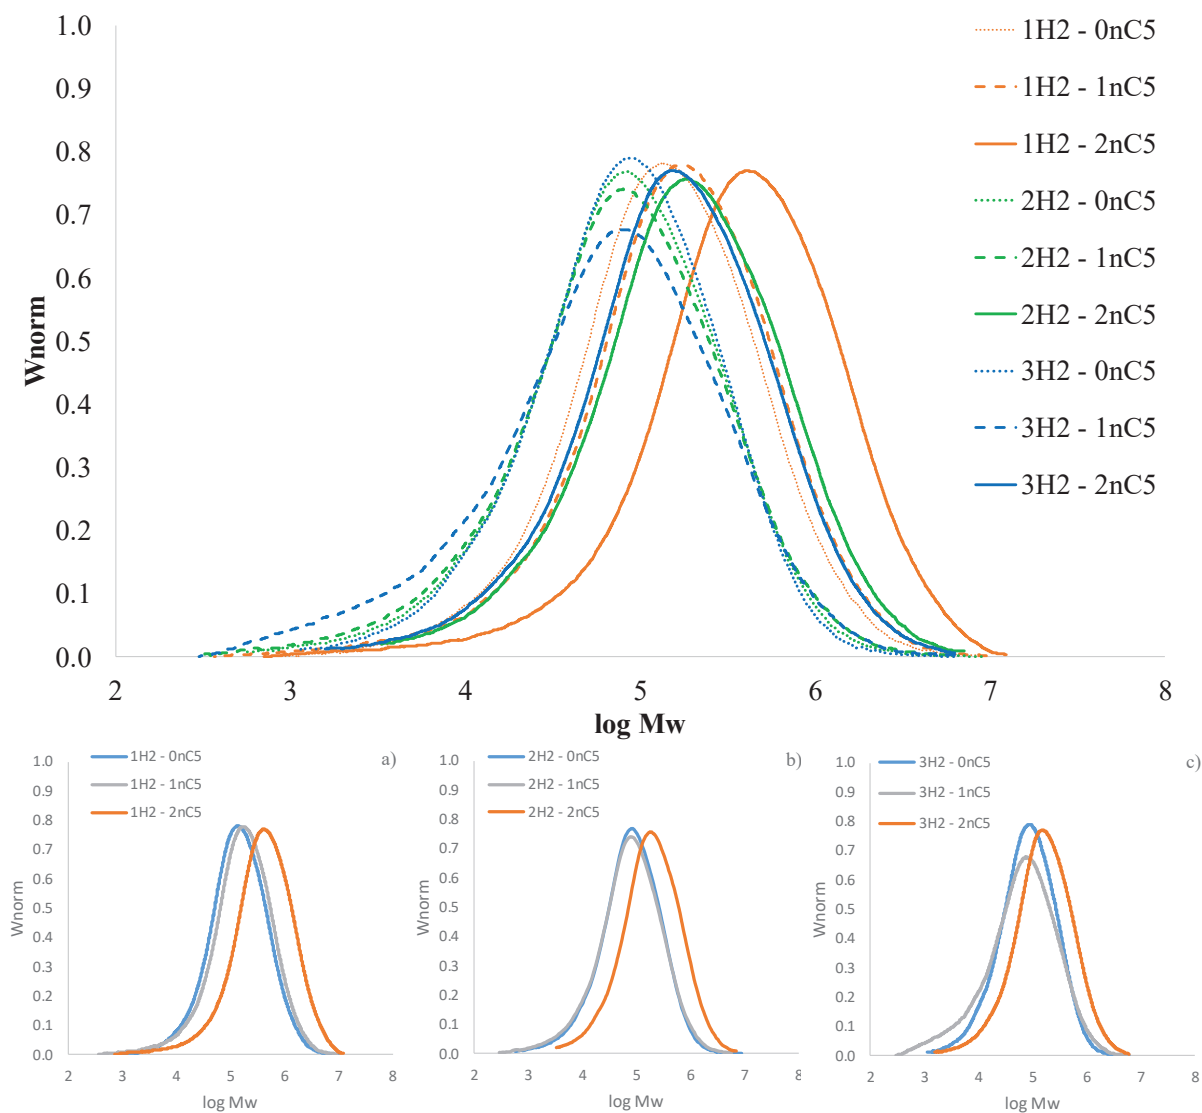 1.0
0.9
0.8
0.7
0.6
0.5
0.4
0.3
0.2
0.1
0.0
Wnorm
2 3 4 5 6 7 8
log Mw
1H2 - 0nC5
1H2 - 1nC5
1H2 - 2nC5
2H2 - 0nC5
2H2 - 1nC5
2H2 - 2nC5
3H2 - 0nC5
3H2 - 1nC5
3H2 - 2nC5
a)
1H2 - 0nC5
1H2 - 1nC5
1H2 - 2nC5
1.0
0.9
0.8
0.7
0.6
0.5
0.4
0.3
0.2
0.1
0.0
Wnorm
2 3 4 5 6 7 8
log Mw
b)
2H2 - 0nC5
2H2 - 1nC5
2H2 - 2nC5
1.0
0.9
0.8
0.7
0.6
0.5
0.4
0.3
0.2
0.1
0.0
Wnorm
2 3 4 5 6 7 8
log Mw
c)
3H2 - 0nC5
3H2 - 1nC5
3H2 - 2nC5
1.0
0.9
0.8
0.7
0.6
0.5
0.4
0.3
0.2
0.1
0.0
Wnorm
2 3 4 5 6 7 8
log Mw